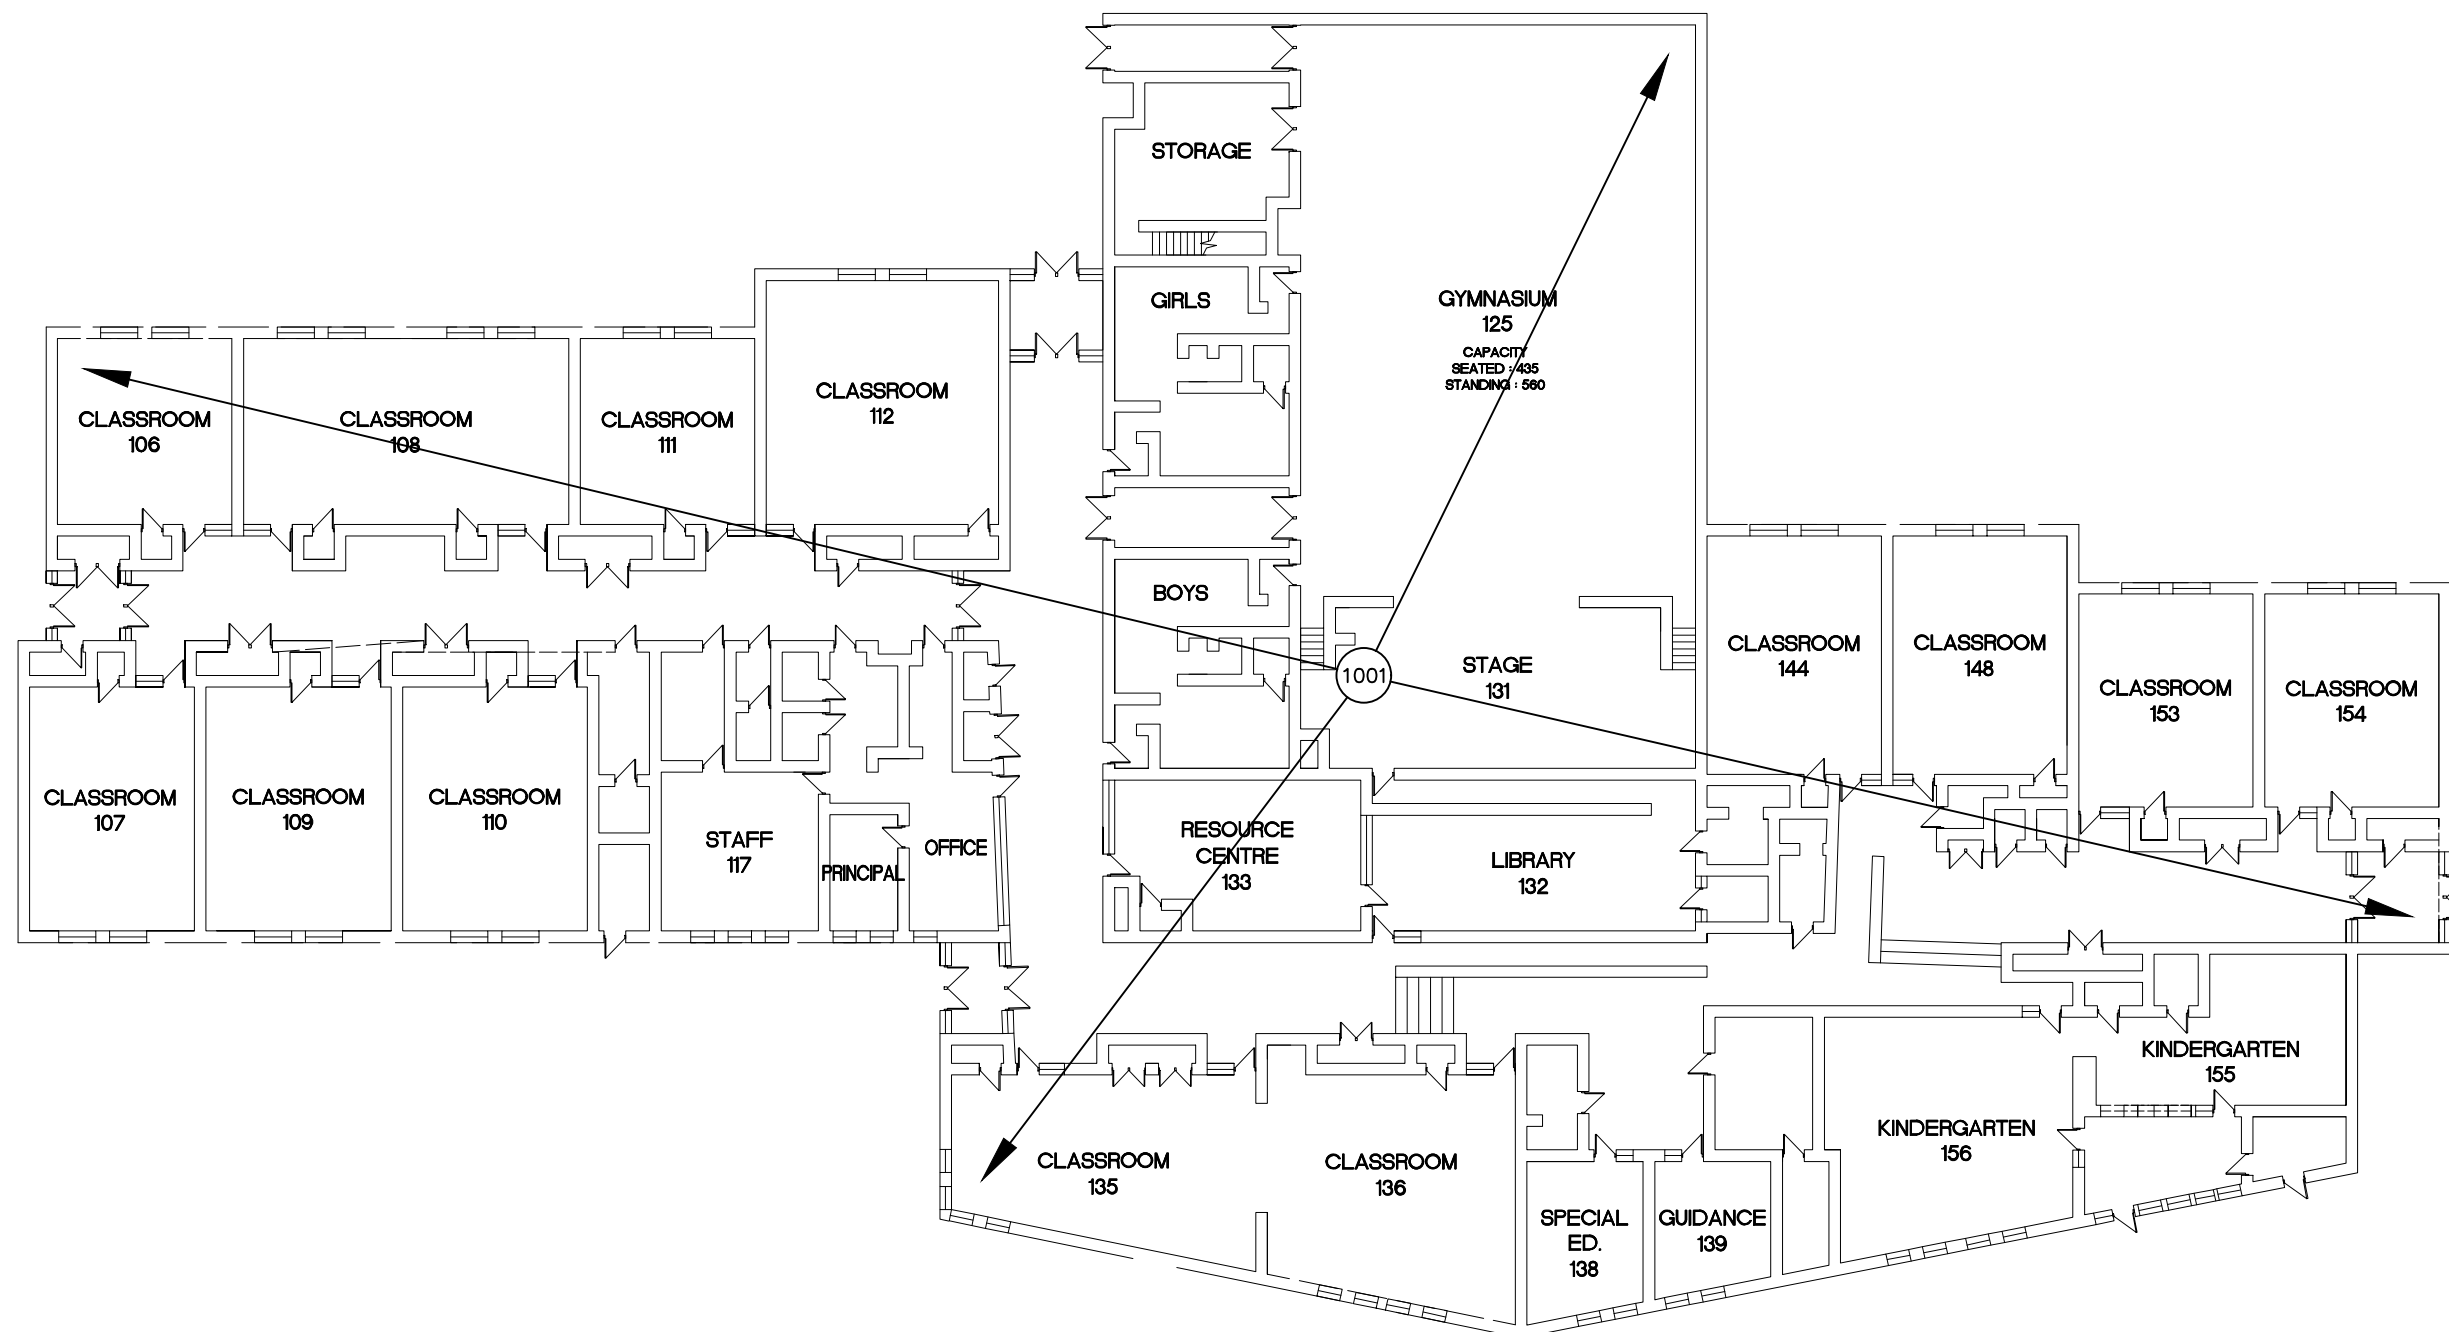 STORAGE
GIRLS
GYMNASIUM
125
CAPACITY
SEATED : 435
STANDING : 560
CLASSROOM
106
CLASSROOM
108
CLASSROOM
111
CLASSROOM
112
BOYS
STAGE
131
1001
CLASSROOM
144
CLASSROOM
148
CLASSROOM
153
CLASSROOM
154
CLASSROOM
107
CLASSROOM
109
CLASSROOM
110
STAFF
117
PRINCIPAL
OFFICE
RESOURCE
CENTRE
133
LIBRARY
132
CLASSROOM
135
CLASSROOM
136
SPECIAL
ED.
138
GUIDANCE
139
KINDERGARTEN
156
KINDERGARTEN
155